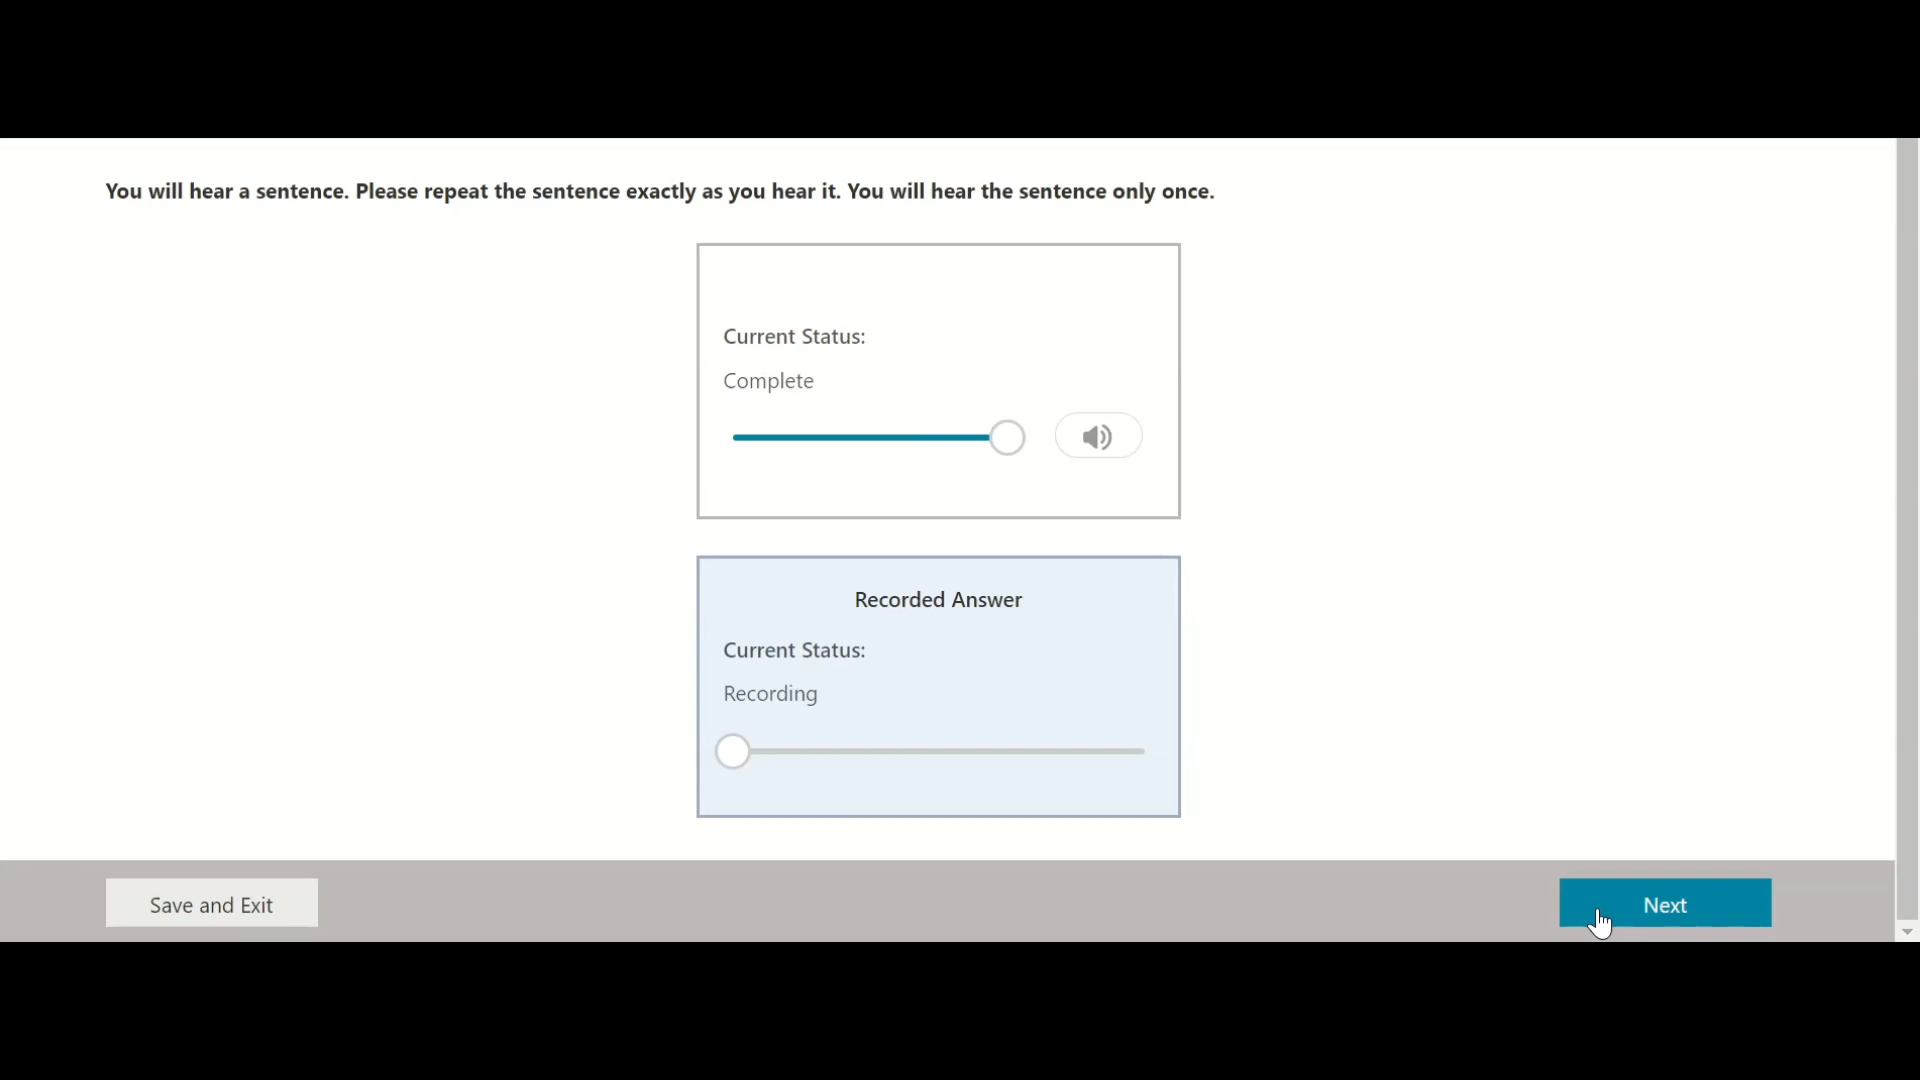 You will hear a sentence. Please repeat the sentence exactly as you hear it. You will hear the sentence only once.
Current Status:
Complete
Recorded Answer
Current Status:
Recording
Save and Exit
Next